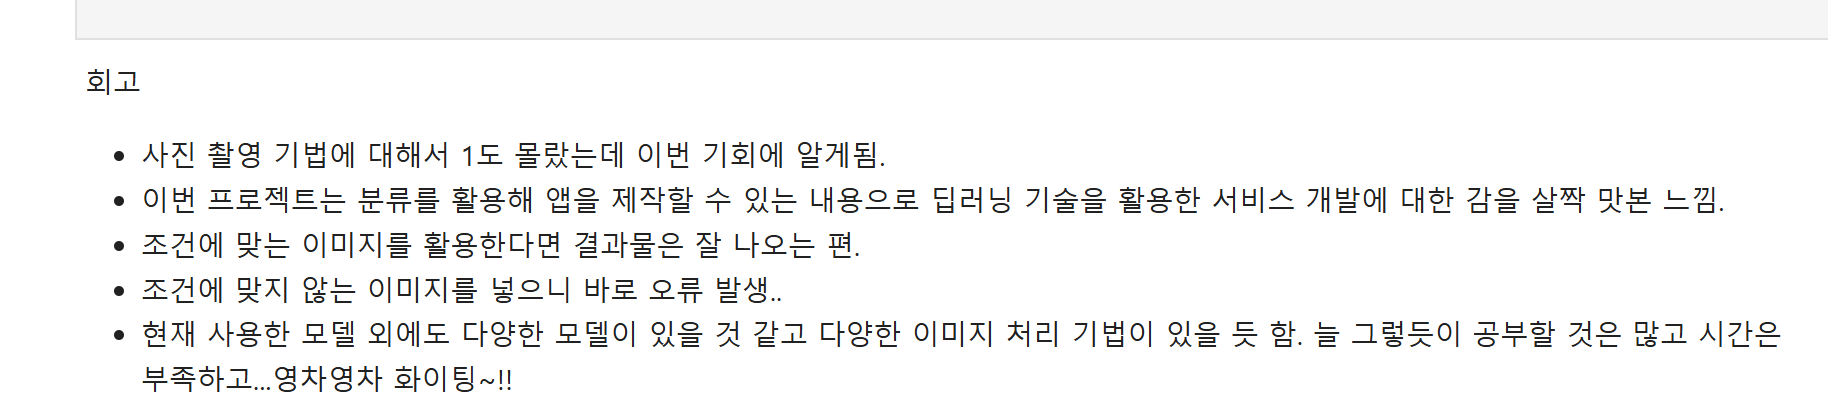 회고
사진 촬영 기법에 대해서 1도 몰랐는데 이번 기회에 알게됨.
이번 프로젝트는 분류를 활용해 앱을 제작할 수 있는 내용으로 딥러닝 기술을 활용한 서비스 개발에 대한 감을 살짝 맛본 느낌.
조건에 맞는 이미지를 활용한다면 결과물은 잘 나오는 편.
조건에 맞지 않는 이미지를 넣으니 바로 오류 발생..
현재 사용한 모델 외에도 다양한 모델이 있을 것 같고 다양한 이미지 처리 기법이 있을 듯 함. 늘 그렇듯이 공부할 것은 많고 시간은
부족하고...영차영차 화이팅~!!